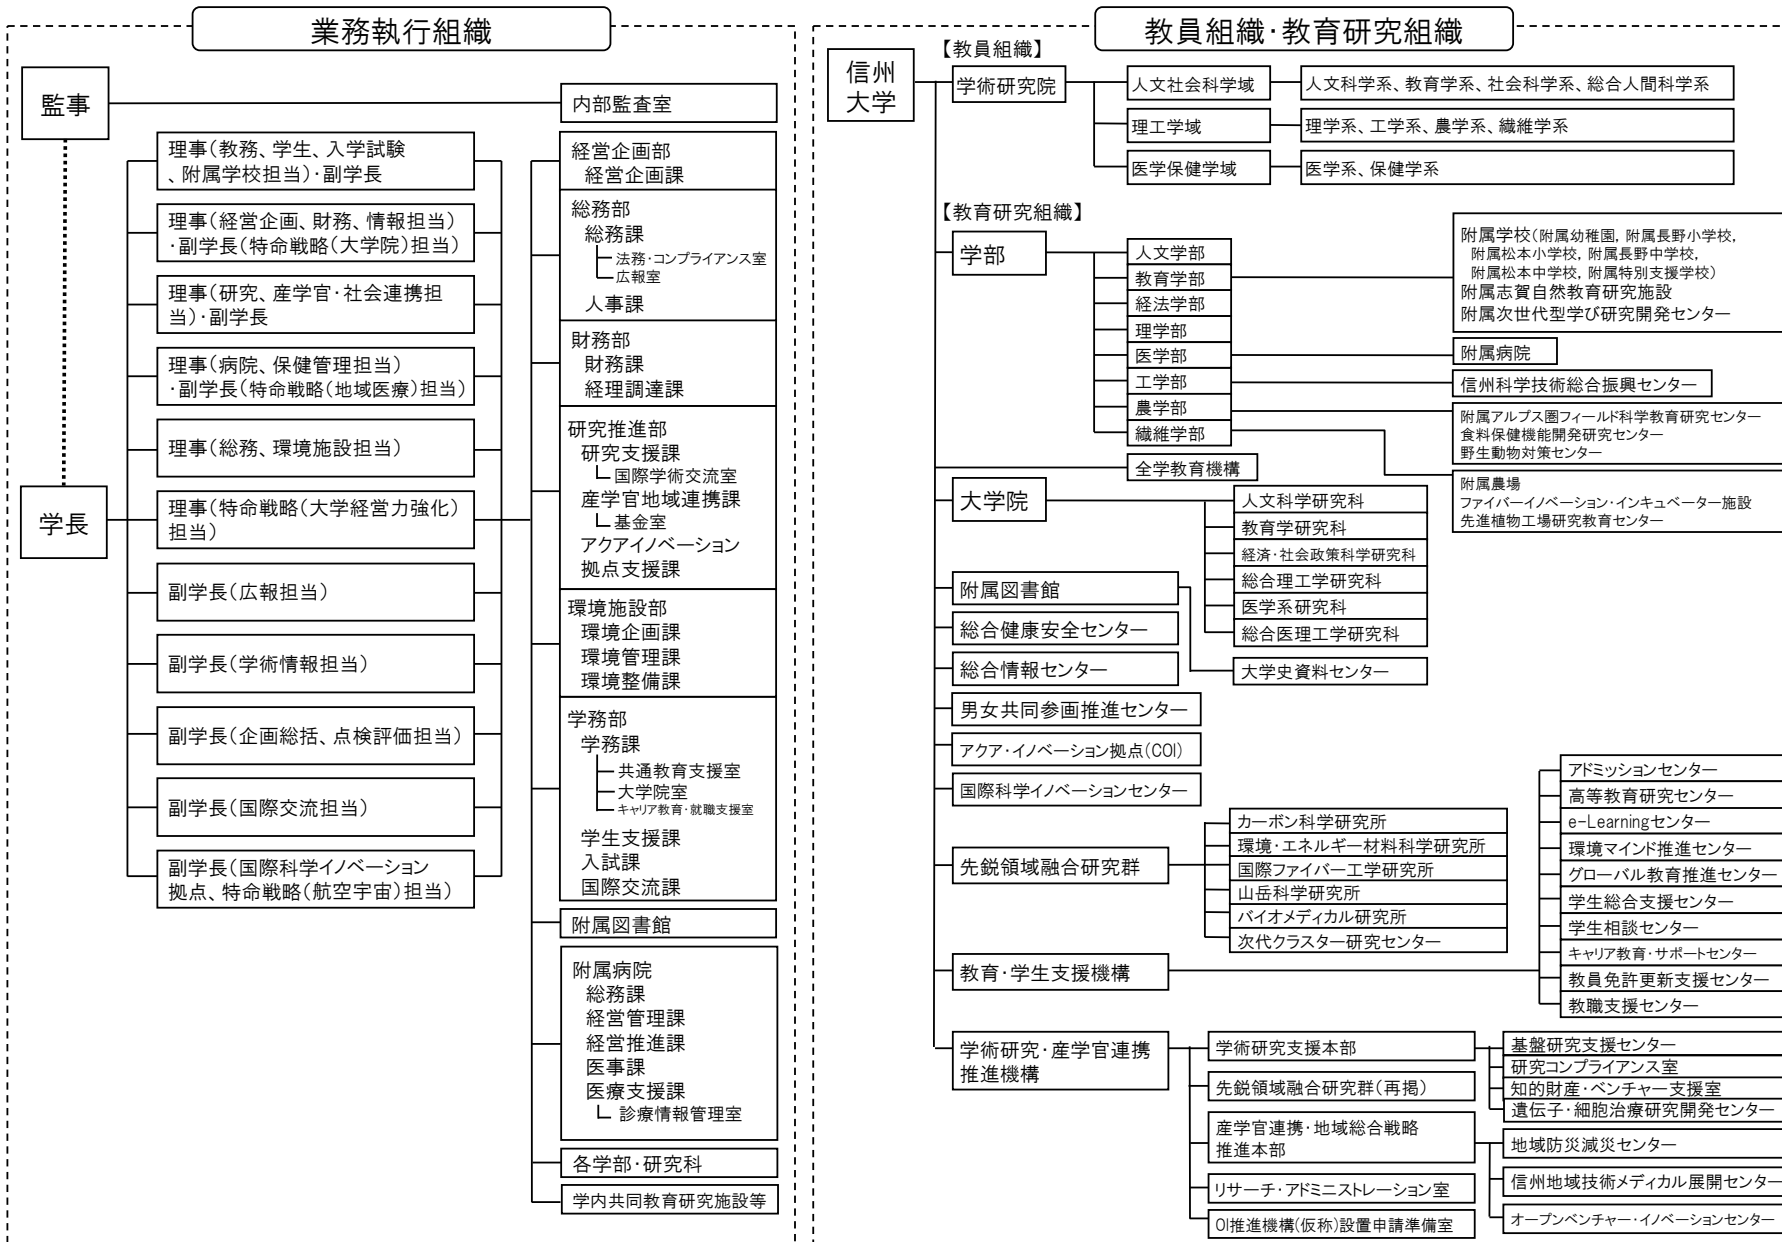 業務執行組織
監事
内部監査室
学長
理事(教務、学生、入学試験
、附属学校担当)・副学長
理事(経営企画、財務、情報担当)
・副学長(特命戦略(大学院)担当)
理事(研究、産学官・社会連携担
当)・副学長
理事(病院、保健管理担当)
・副学長(特命戦略(地域医療)担当)
理事(総務、環境施設担当)
理事(特命戦略(大学経営力強化)
担当)
副学長(広報担当)
副学長(学術情報担当)
副学長(企画総括、点検評価担当)
副学長(国際交流担当)
副学長(国際科学イノベーション
拠点、特命戦略(航空宇宙)担当)
経営企画部
経営企画課
総務部
総務課
法務・コンプライアンス室
広報室
人事課
財務部
財務課
経理調達課
研究推進部
研究支援課
国際学術交流室
産学官地域連携課
基金室
アクアイノベーション
拠点支援課
環境施設部
環境企画課
環境管理課
環境整備課
学務部
学務課
共通教育支援室
大学院室
キャリア教育・就職支援室
学生支援課
入試課
国際交流課
附属図書館
附属病院
総務課
経営管理課
経営推進課
医事課
医療支援課
診療情報管理室
各学部・研究科
学内共同教育研究施設等
教員組織・教育研究組織
信州
大学
【教員組織】
学術研究院
人文社会科学域
人文科学系、教育学系、社会科学系、総合人間科学系
理工学域
理学系、工学系、農学系、繊維学系
医学保健学域
医学系、保健学系
【教育研究組織】
学部
人文学部
教育学部
経法学部
理学部
医学部
工学部
農学部
繊維学部
附属学校(附属幼稚園, 附属長野小学校,
附属松本小学校, 附属長野中学校,
附属松本中学校, 附属特別支援学校)
附属志賀自然教育研究施設
附属次世代型学び研究開発センター
附属病院
信州科学技術総合振興センター
附属アルプス圏フィールド科学教育研究センター
食料保健機能開発研究センター
野生動物対策センター
附属農場
ファイバーイノベーション・インキュベーター施設
先進植物工場研究教育センター
全学教育機構
大学院
人文科学研究科
教育学研究科
経済・社会政策科学研究科
総合理工学研究科
医学系研究科
総合医理工学研究科
附属図書館
大学史資料センター
総合健康安全センター
総合情報センター
男女共同参画推進センター
アクア・イノベーション拠点(COI)
国際科学イノベーションセンター
先鋭領域融合研究群
カーボン科学研究所
環境・エネルギー材料科学研究所
国際ファイバー工学研究所
山岳科学研究所
バイオメディカル研究所
次代クラスター研究センター
教育・学生支援機構
アドミッションセンター
高等教育研究センター
e-Learningセンター
環境マインド推進センター
グローバル教育推進センター
学生総合支援センター
学生相談センター
キャリア教育・サポートセンター
教員免許更新支援センター
教職支援センター
学術研究・産学官連携
推進機構
学術研究支援本部
基盤研究支援センター
研究コンプライアンス室
知的財産・ベンチャー支援室
遺伝子・細胞治療研究開発センター
先鋭領域融合研究群(再掲)
産学官連携・地域総合戦略
推進本部
地域防災減災センター
信州地域技術メディカル展開センター
オープンベンチャー・イノベーションセンター
リサーチ・アドミニストレーション室
OI推進機構(仮称)設置申請準備室